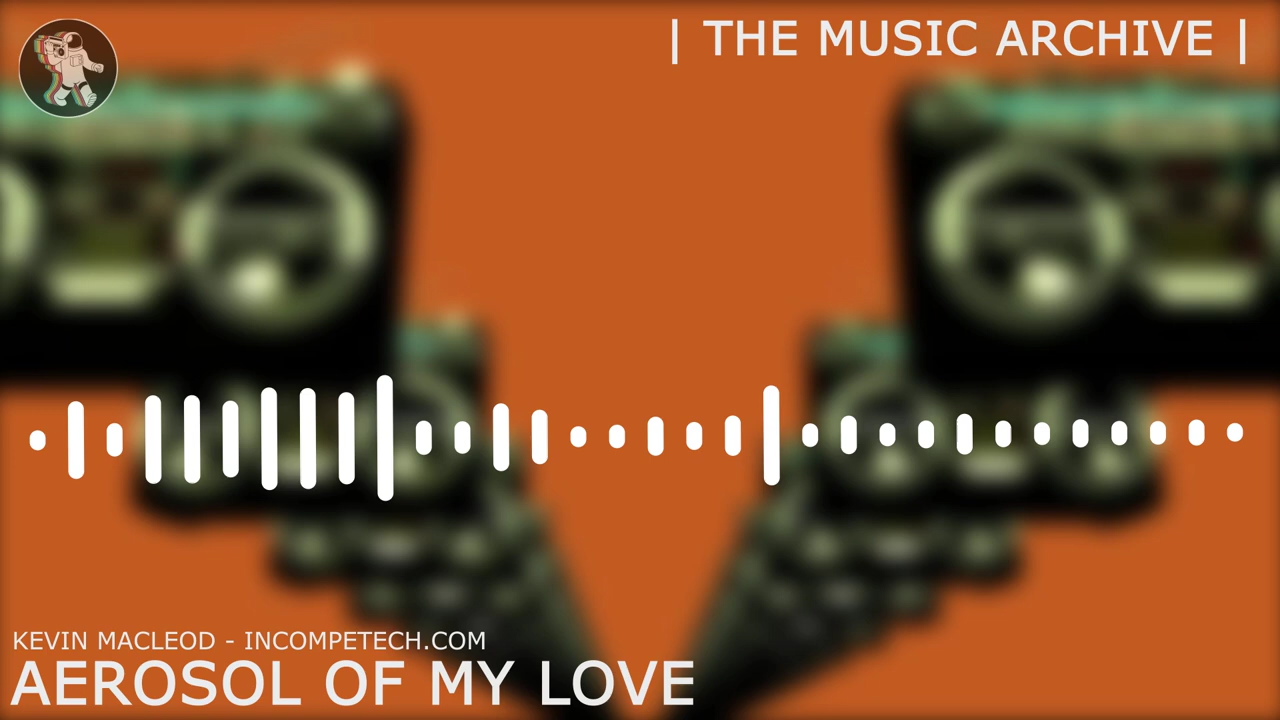 | THE MUSIC ARCHIVE |
KEVIN MACLEOD - INCOMPETECH.COM
AEROSOL OF MY LOVE